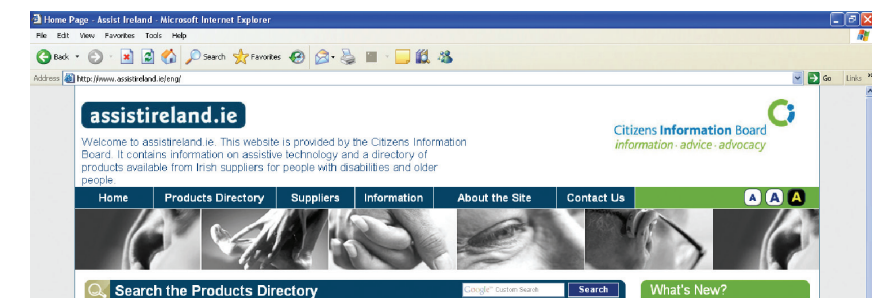 Home Page - Assist Ireland - Microsoft Internet Explorer
File Edit View Favorites Tools Help
Back Search Favorites
Address http://www.assistireland.ie/eng/ Go Links »
assistireland.ie
Welcome to assistireland.ie. This website is provided by the Citizens Information
Board. It contains information on assistive technology and a directory of
products available from Irish suppliers for people with disabilities and older
people.
Citizens Information Board
information · advice · advocacy
Home Products Directory Suppliers Information About the Site Contact Us A A A
Search the Products Directory Google™ Custom Search Search What's New?